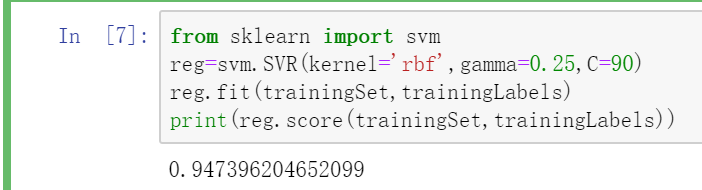 In [7]: from sklearn import svm
reg=svm.SVR(kernel='rbf',gamma=0.25,C=90)
reg.fit(trainingSet,trainingLabels)
print(reg.score(trainingSet,trainingLabels))
0.947396204652099